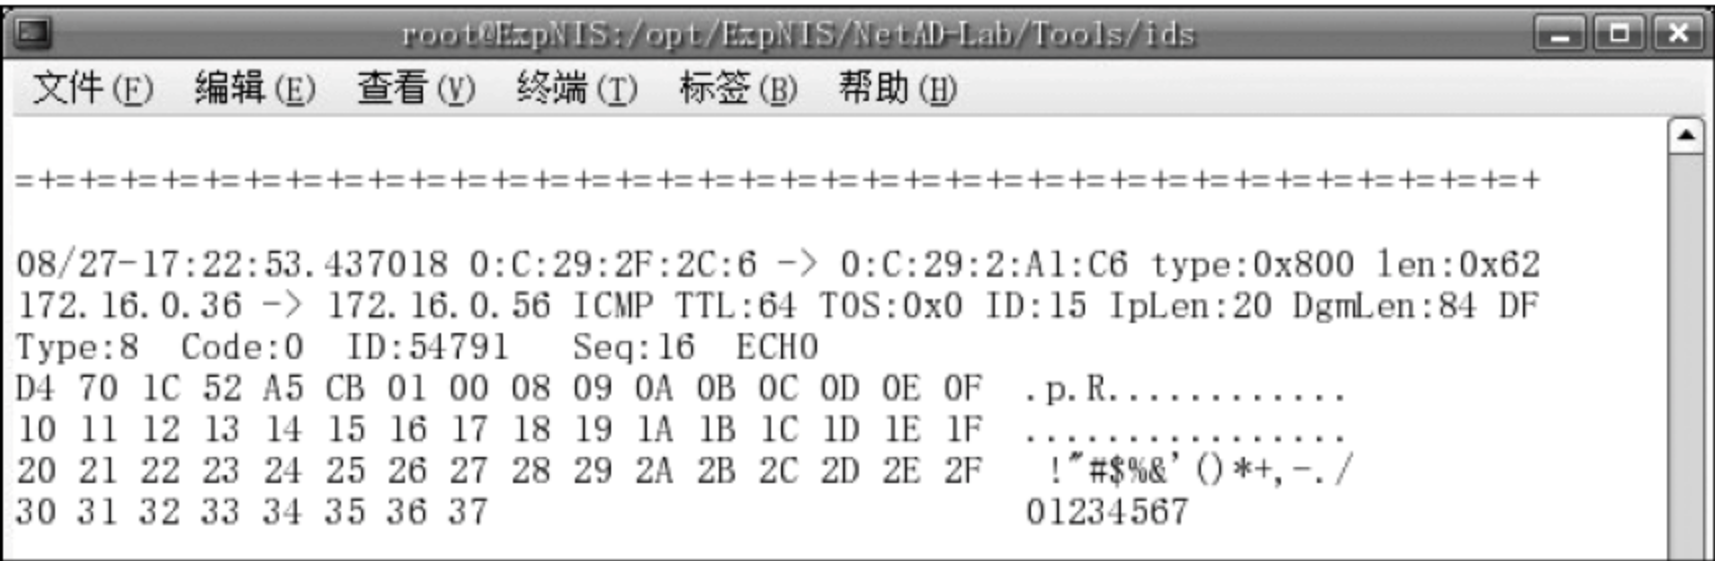 root@ExpNIS:/opt/ExpNIS/NetAD-Lab/Tools/ids
文件(F) 编辑(E) 查看(V) 终端(T) 标签(B) 帮助(H)
=+=+=+=+=+=+=+=+=+=+=+=+=+=+=+=+=+=+=+=+=+=+=+=+=+=+=+=+=+=+=+=+=+=+=+=+=+
08/27-17:22:53.437018 0:C:29:2F:2C:6 -> 0:C:29:2:A1:C6 type:0x800 len:0x62
172.16.0.36 -> 172.16.0.56 ICMP TTL:64 TOS:0x0 ID:15 IpLen:20 DgmLen:84 DF
Type:8  Code:0  ID:54791   Seq:16  ECHO
D4 70 1C 52 A5 CB 01 00 08 09 0A 0B 0C 0D 0E 0F  .p.R............
10 11 12 13 14 15 16 17 18 19 1A 1B 1C 1D 1E 1F  ................
20 21 22 23 24 25 26 27 28 29 2A 2B 2C 2D 2E 2F   !"#$%&'()*+,-./
30 31 32 33 34 35 36 37                          01234567